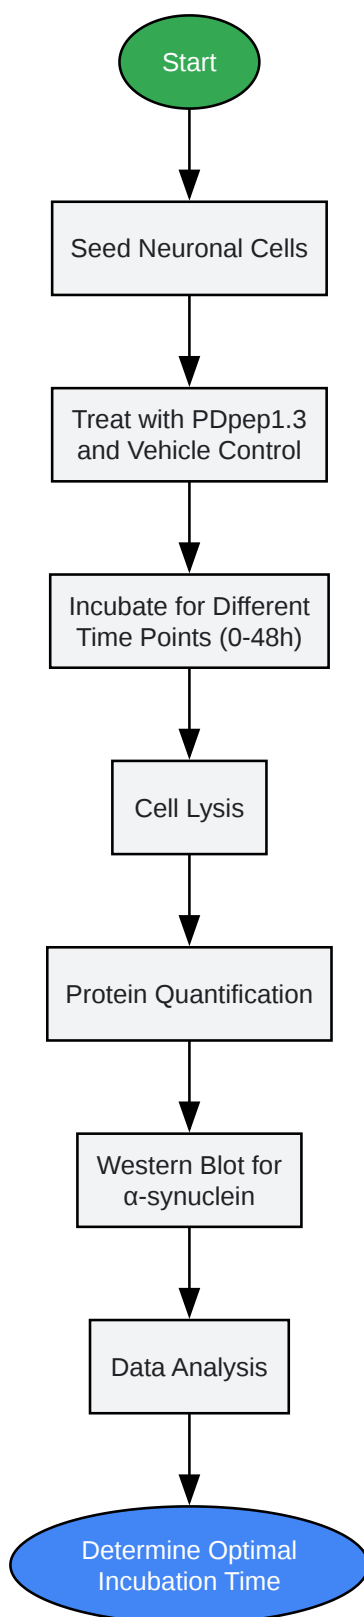 Start
Seed Neuronal Cells
Treat with PDpep1.3
and Vehicle Control
Incubate for Different
Time Points (0-48h)
Cell Lysis
Protein Quantification
Western Blot for
α-synuclein
Data Analysis
Determine Optimal
Incubation Time